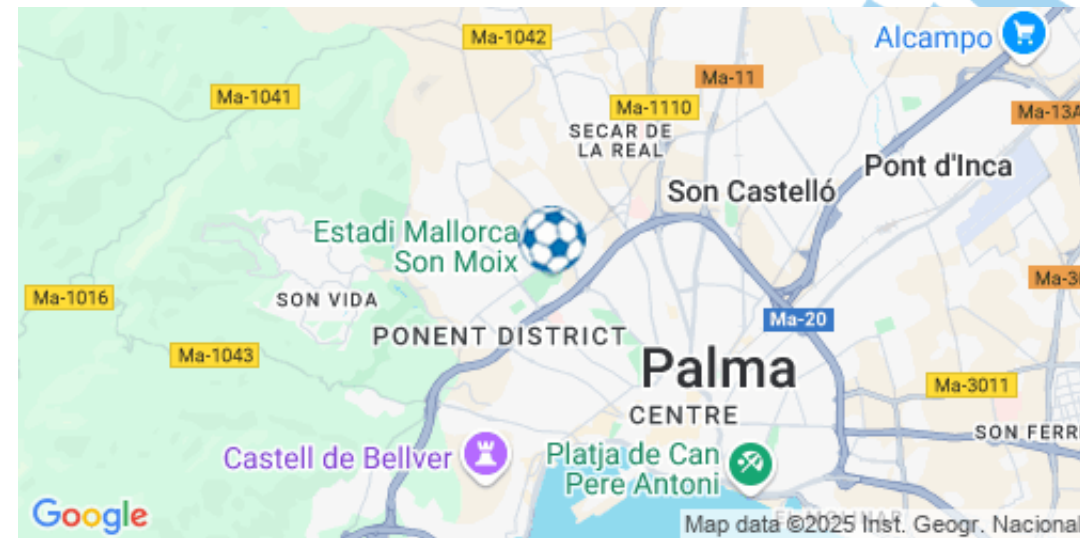 Ma-1042
Alcampo
Ma-11
Ma-1041
Ma-1110
Ma-13A
SECAR DE
LA REAL
Pont d'Inca
Son Castelló
Estadi Mallorca
Son Moix
Ma-1016
SON VIDA
Ma-20
PONENT DISTRICT
Ma-1043
Palma
Ma-3011
CENTRE
SON FERR
Castell de Bellver
Platja de Can
Pere Antoni
Google
Map data ©2025 Inst. Geogr. Nacional